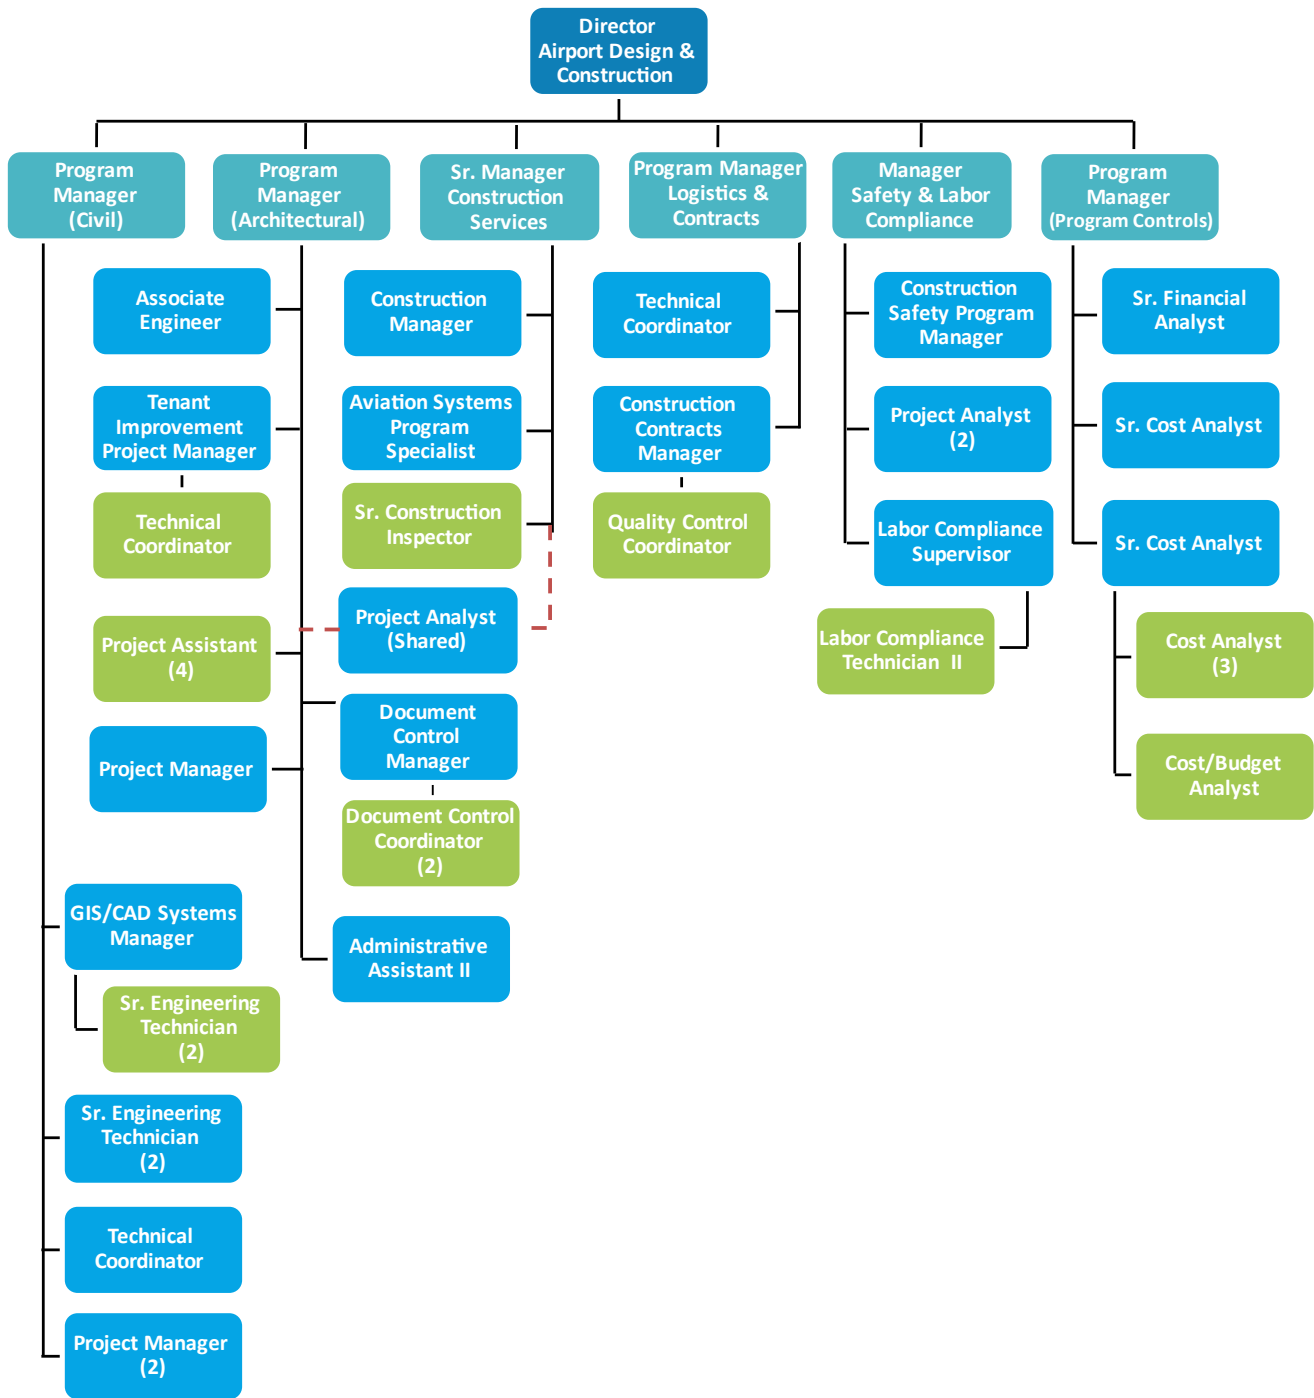 Director
Airport Design &
Construction
Program
Manager
(Civil)
Program
Manager
(Architectural)
Sr. Manager
Construction
Services
Program Manager
Logistics &
Contracts
Manager
Safety & Labor
Compliance
Program
Manager
(Program Controls)
Associate
Engineer
Tenant
Improvement
Project Manager
Technical
Coordinator
Project Assistant
(4)
Project Manager
GIS/CAD Systems
Manager
Sr. Engineering
Technician
(2)
Sr. Engineering
Technician
(2)
Technical
Coordinator
Project Manager
(2)
Construction
Manager
Aviation Systems
Program
Specialist
Sr. Construction
Inspector
Project Analyst
(Shared)
Document
Control
Manager
Document Control
Coordinator
(2)
Administrative
Assistant II
Technical
Coordinator
Construction
Contracts
Manager
Quality Control
Coordinator
Construction
Safety Program
Manager
Project Analyst
(2)
Labor Compliance
Supervisor
Labor Compliance
Technician II
Sr. Financial
Analyst
Sr. Cost Analyst
Sr. Cost Analyst
Cost Analyst
(3)
Cost/Budget
Analyst